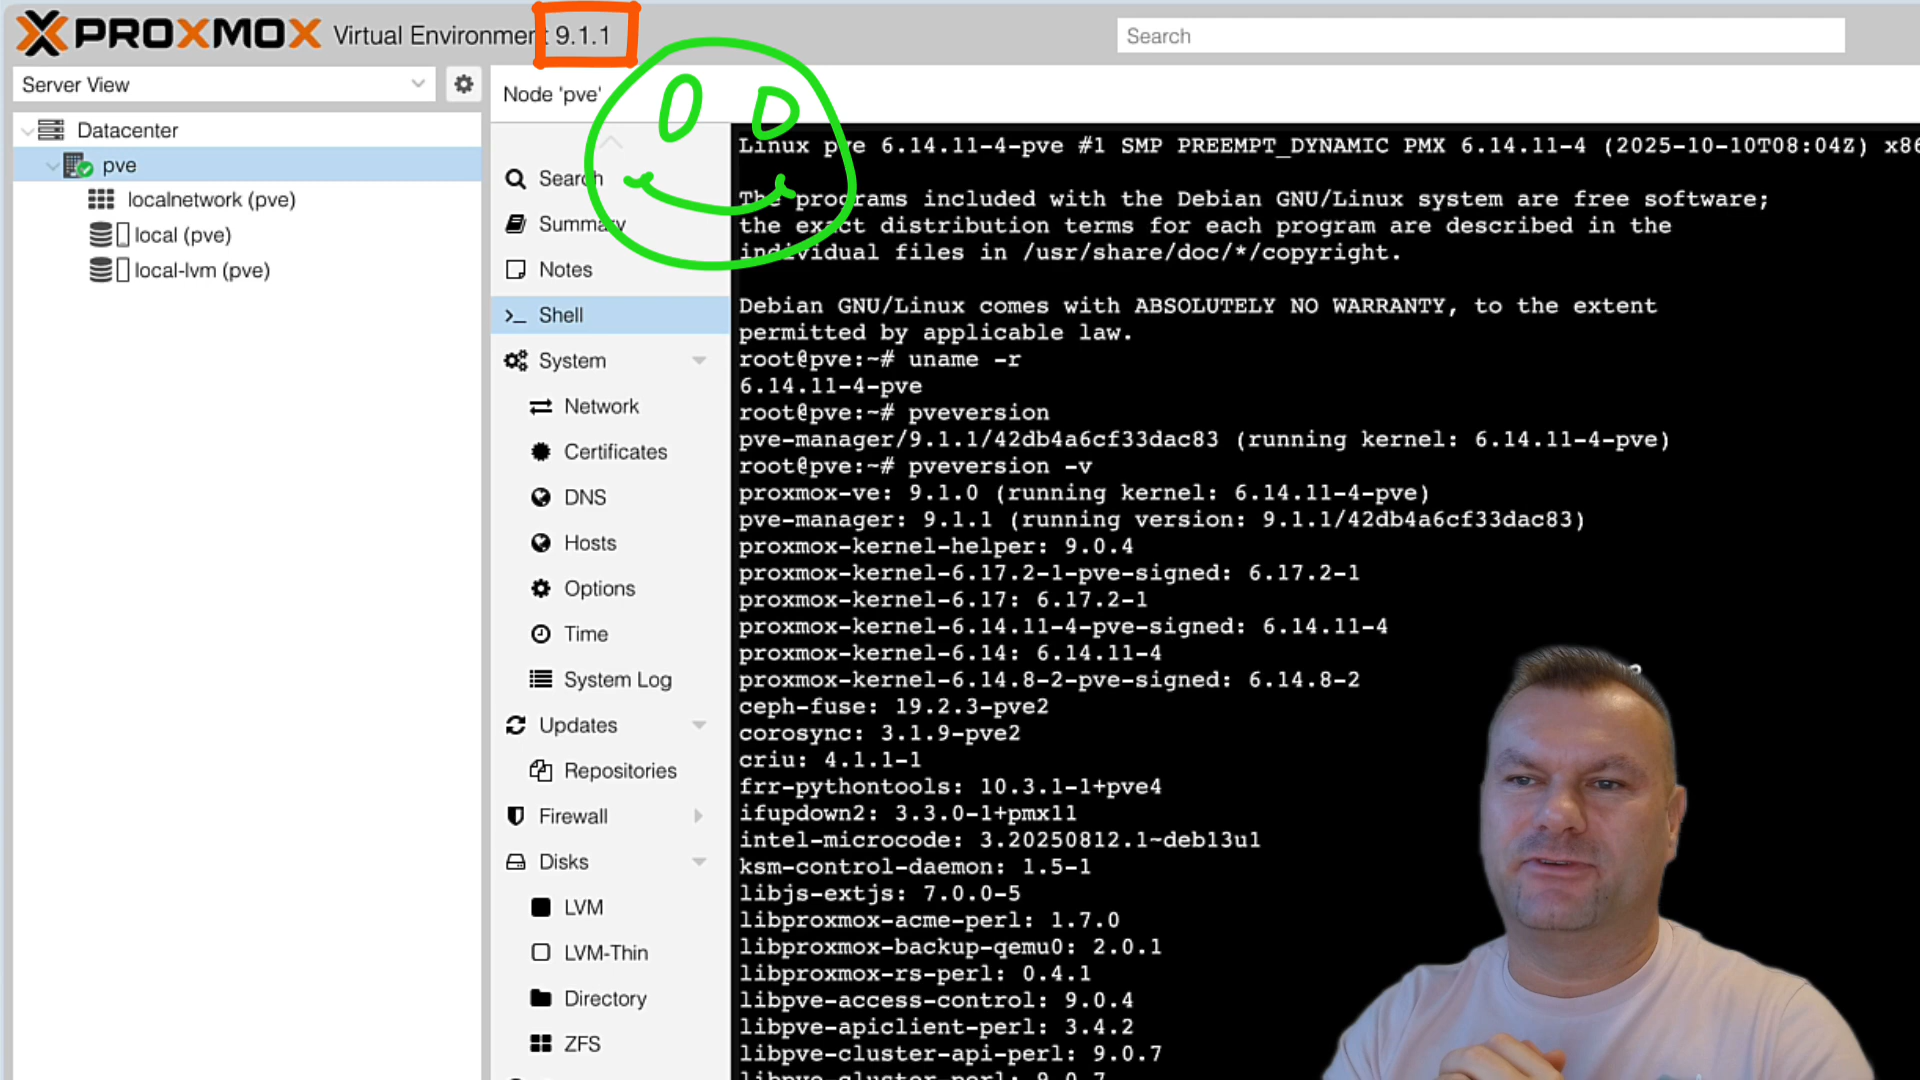 PROXMOX Virtual Environment 9.1.1
Search
Server View
Datacenter
pve
localnetwork (pve)
local (pve)
local-lvm (pve)
Node 'pve'
Search
Summary
Notes
Shell
System
Network
Certificates
DNS
Hosts
Options
Time
System Log
Updates
Repositories
Firewall
Disks
LVM
LVM-Thin
Directory
ZFS
Linux pve 6.14.11-4-pve #1 SMP PREEMPT_DYNAMIC PMX 6.14.11-4 (2025-10-10T08:04Z) x86
The programs included with the Debian GNU/Linux system are free software;
the exact distribution terms for each program are described in the
individual files in /usr/share/doc/*/copyright.
Debian GNU/Linux comes with ABSOLUTELY NO WARRANTY, to the extent
permitted by applicable law.
root@pve:~# uname -r
6.14.11-4-pve
root@pve:~# pveversion
pve-manager/9.1.1/42db4a6cf33dac83 (running kernel: 6.14.11-4-pve)
root@pve:~# pveversion -v
proxmox-ve: 9.1.0 (running kernel: 6.14.11-4-pve)
pve-manager: 9.1.1 (running version: 9.1.1/42db4a6cf33dac83)
proxmox-kernel-helper: 9.0.4
proxmox-kernel-6.17.2-1-pve-signed: 6.17.2-1
proxmox-kernel-6.17: 6.17.2-1
proxmox-kernel-6.14.11-4-pve-signed: 6.14.11-4
proxmox-kernel-6.14: 6.14.11-4
proxmox-kernel-6.14.8-2-pve-signed: 6.14.8-2
ceph-fuse: 19.2.3-pve2
corosync: 3.1.9-pve2
criu: 4.1.1-1
frr-pythontools: 10.3.1-1+pve4
ifupdown2: 3.3.0-1+pmx11
intel-microcode: 3.20250812.1~deb13u1
ksm-control-daemon: 1.5-1
libjs-extjs: 7.0.0-5
libproxmox-acme-perl: 1.7.0
libproxmox-backup-qemu0: 2.0.1
libproxmox-rs-perl: 0.4.1
libpve-access-control: 9.0.4
libpve-apiclient-perl: 3.4.2
libpve-cluster-api-perl: 9.0.7
libpve-cluster-perl: 9.0.7